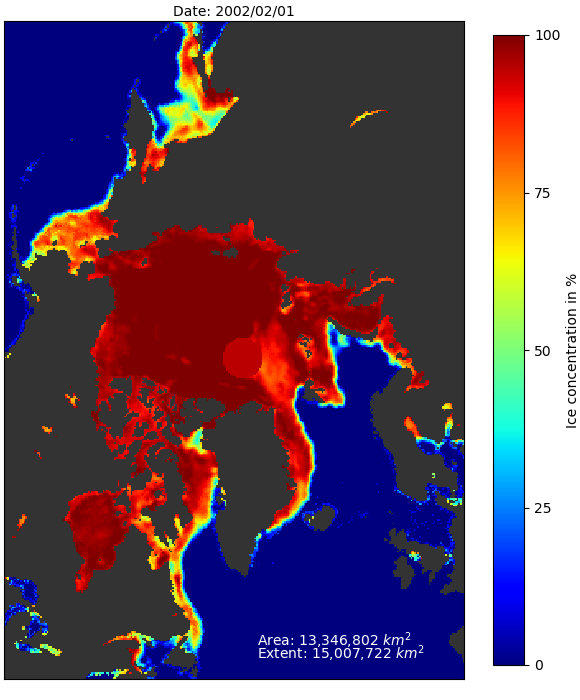 Date: 2002/02/01
100
75
50
25
0
Ice concentration in %
Area: 13,346,802 km²
Extent: 15,007,722 km²